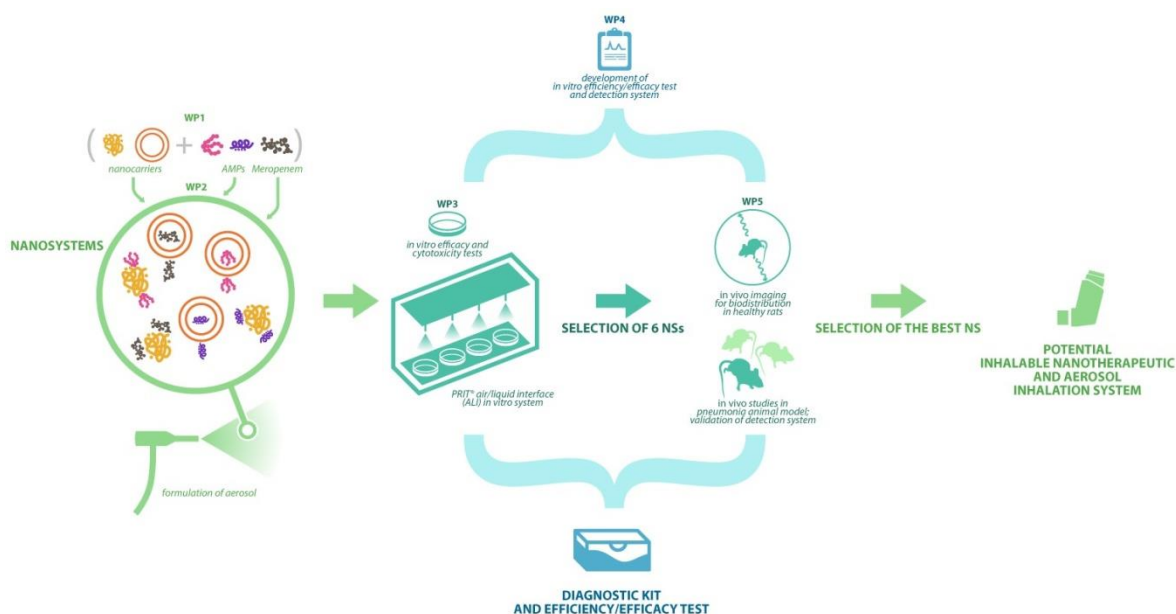 WP4
development of
in vitro efficiency/efficacy test
and detection system
WP1
nanocarriers
AMPs
Meropenem
WP2
NANOSYSTEMS
formulation of aerosol
WP3
in vitro efficacy and
cytotoxicity tests
PRIT® air/liquid interface
(ALI) in vitro system
SELECTION OF 6 NSs
WP5
in vivo imaging
for biodistribution
in healthy rats
in vivo studies in
pneumonia animal model;
validation of detection system
SELECTION OF THE BEST NS
POTENTIAL
INHALABLE NANOTHERAPEUTIC
AND AEROSOL
INHALATION SYSTEM
DIAGNOSTIC KIT
AND EFFICIENCY/EFFICACY TEST